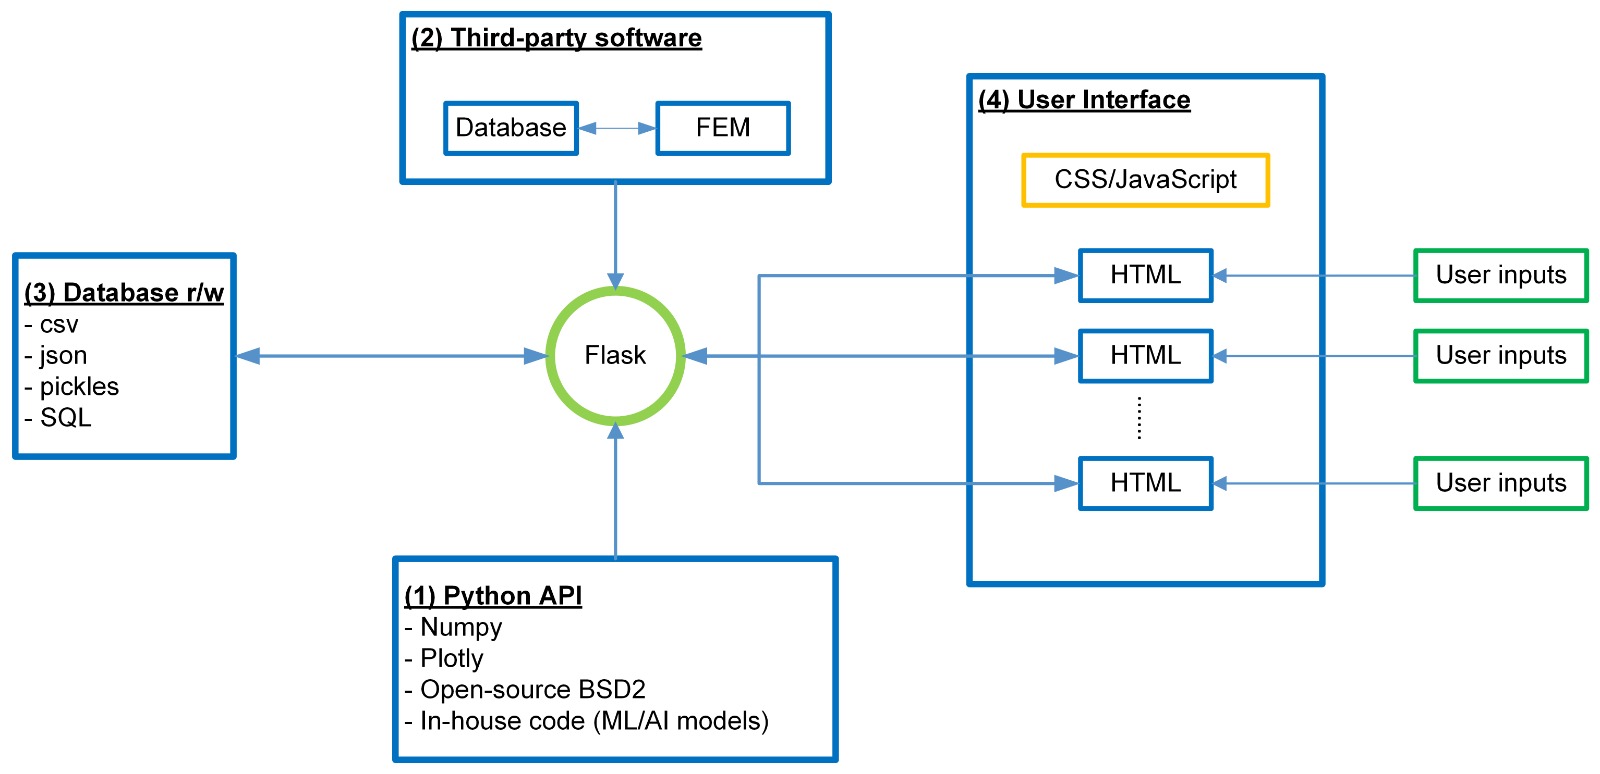 (2) Third-party software
Database
FEM
(4) User Interface
CSS/JavaScript
HTML
User inputs
(3) Database r/w
- csv
- json
- pickles
- SQL
Flask
HTML
User inputs
HTML
User inputs
(1) Python API
- Numpy
- Plotly
- Open-source BSD2
- In-house code (ML/AI models)